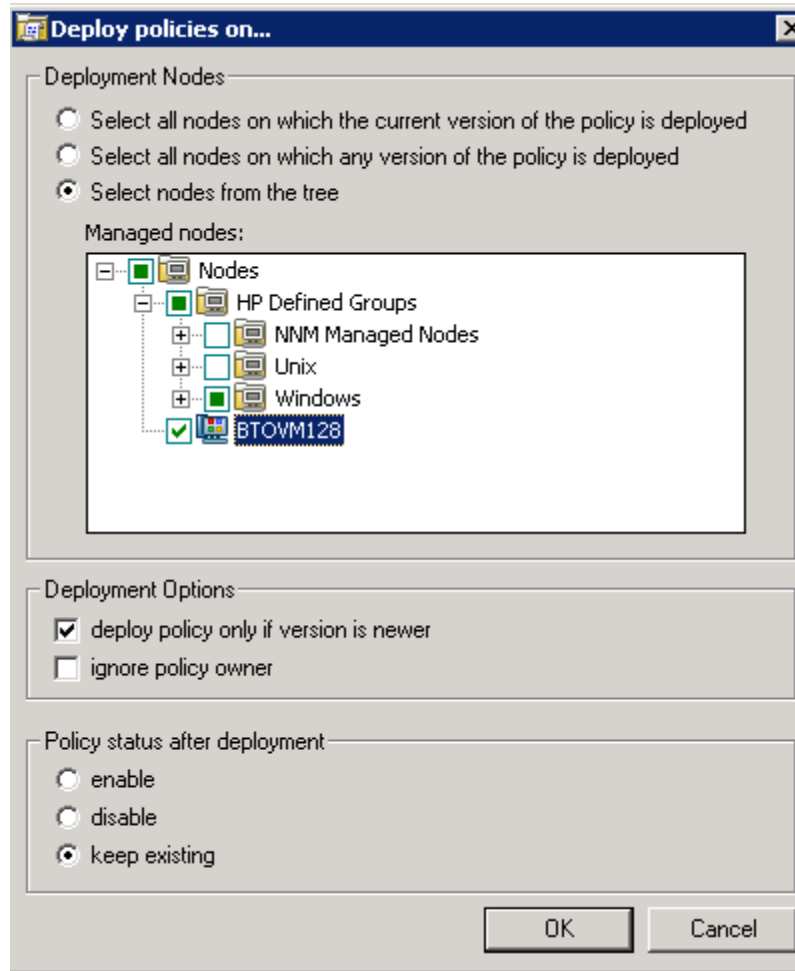 Deploy policies on...
Deployment Nodes
Select all nodes on which the current version of the policy is deployed
Select all nodes on which any version of the policy is deployed
Select nodes from the tree
Managed nodes:
Nodes
HP Defined Groups
NNM Managed Nodes
Unix
Windows
BTOVM128
Deployment Options
deploy policy only if version is newer
ignore policy owner
Policy status after deployment
enable
disable
keep existing
OK Cancel